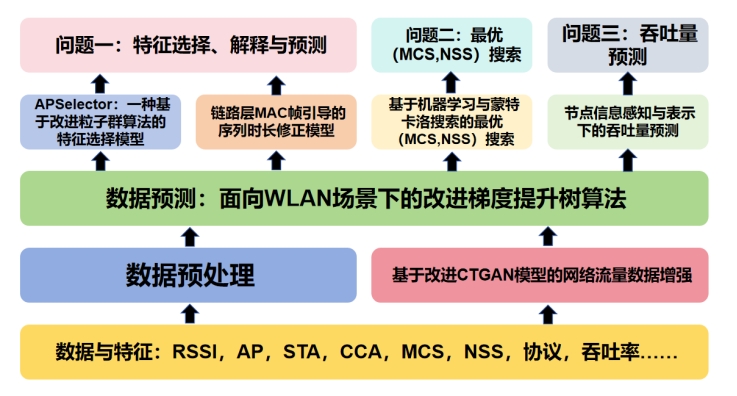 问题一：特征选择、解释与预测
问题二：最优
（MCS,NSS）搜索
问题三：吞吐量
预测
APSelector：一种基
于改进粒子群算法的
特征选择模型
链路层MAC帧引导的
序列时长修正模型
基于机器学习与蒙特
卡洛搜索的最优
（MCS,NSS）搜索
节点信息感知与表示
下的吞吐量预测
数据预测：面向WLAN场景下的改进梯度提升树算法
数据预处理
基于改进CTGAN模型的网络流量数据增强
数据与特征：RSSI，AP，STA，CCA，MCS，NSS，协议，吞吐率……